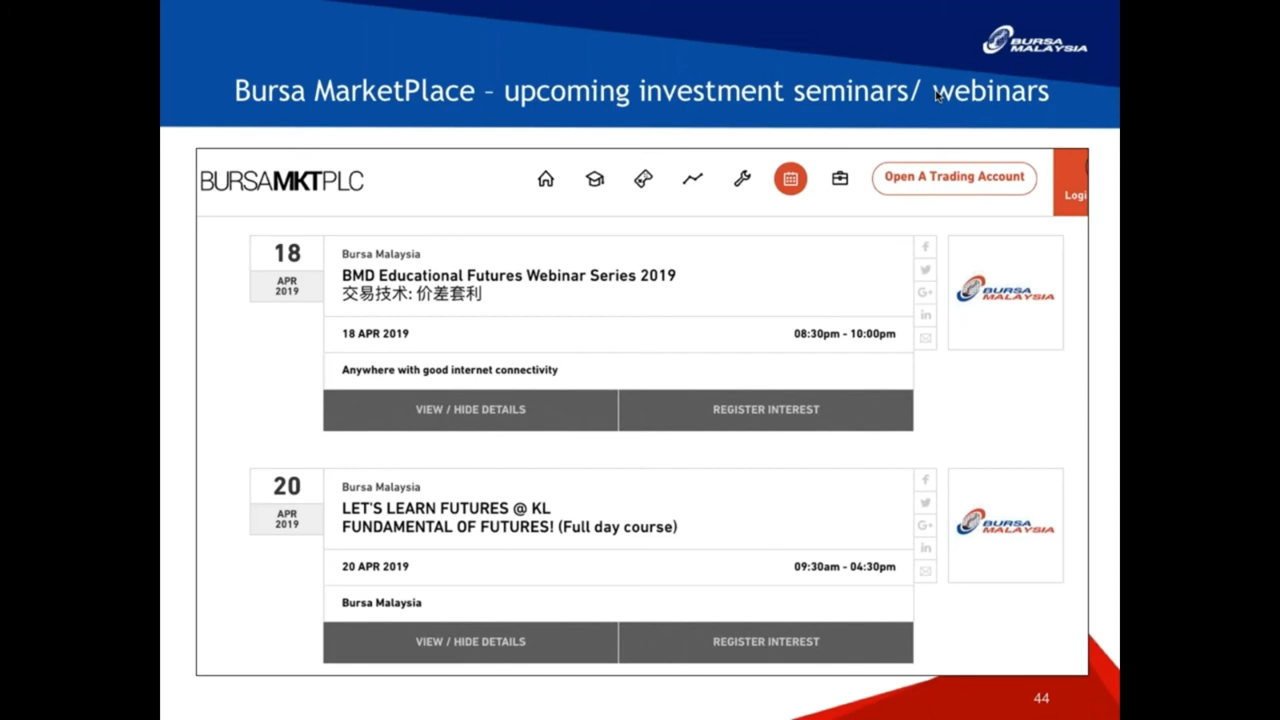 BURSA
MALAYSIA
Bursa MarketPlace – upcoming investment seminars/ webinars
BURSAMKTPLC
Open A Trading Account
Logi
18
APR
2019
Bursa Malaysia
BMD Educational Futures Webinar Series 2019
交易技术: 价差套利
18 APR 2019
08:30pm - 10:00pm
Anywhere with good internet connectivity
VIEW / HIDE DETAILS
REGISTER INTEREST
f
G+
in
BURSA
MALAYSIA
20
APR
2019
Bursa Malaysia
LET'S LEARN FUTURES @ KL
FUNDAMENTAL OF FUTURES! (Full day course)
20 APR 2019
09:30am - 04:30pm
Bursa Malaysia
VIEW / HIDE DETAILS
REGISTER INTEREST
f
G+
in
BURSA
MALAYSIA
44